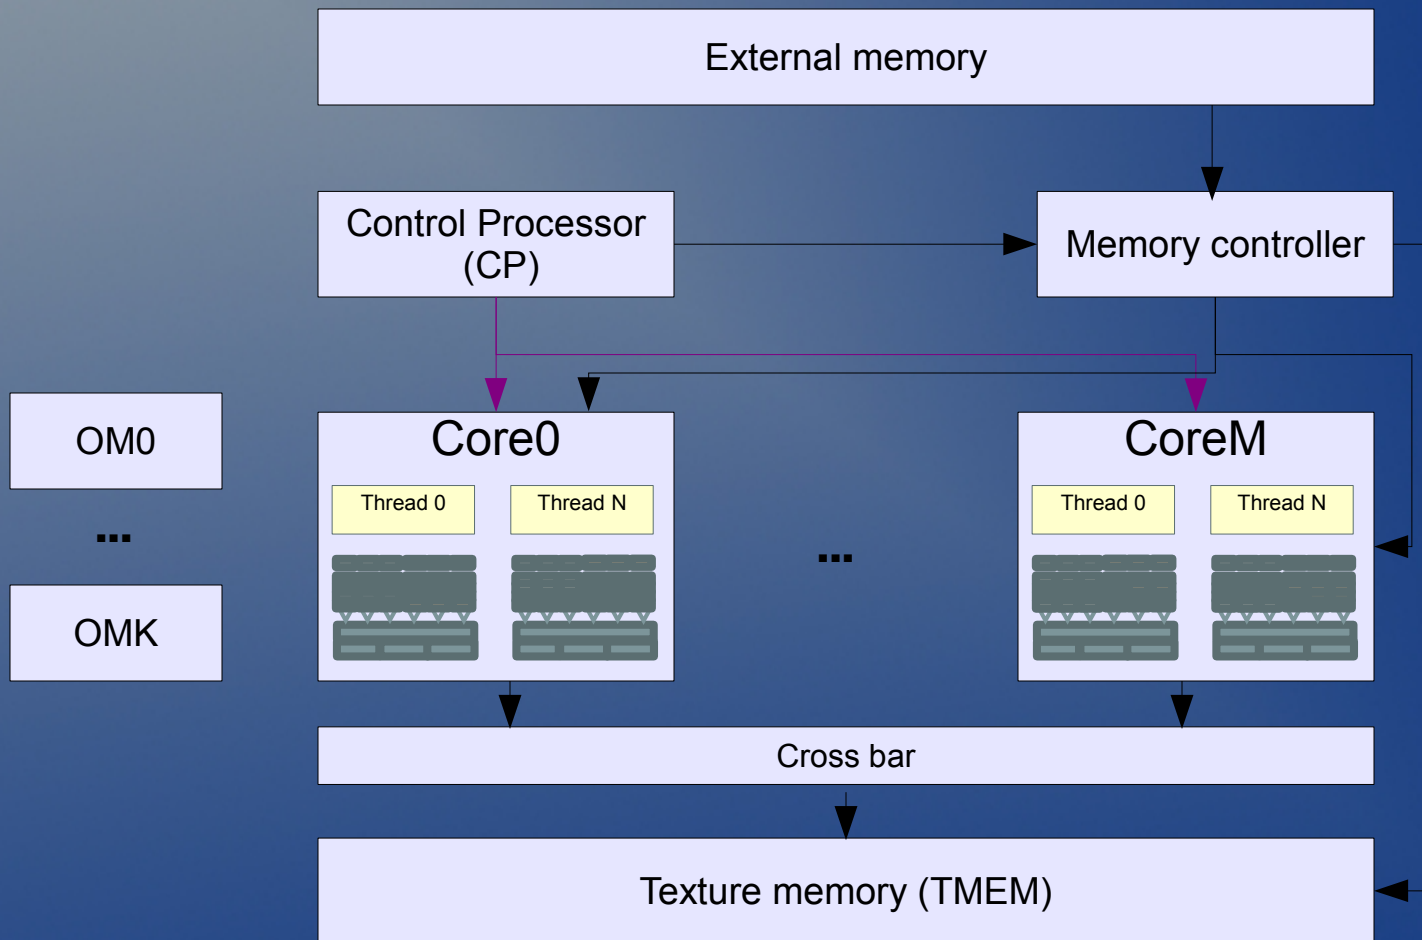 External memory
Control Processor
(CP)
Memory controller
OM0
...
OMK
Core0
Thread 0
Thread N
...
CoreM
Thread 0
Thread N
Cross bar
Texture memory (TMEM)